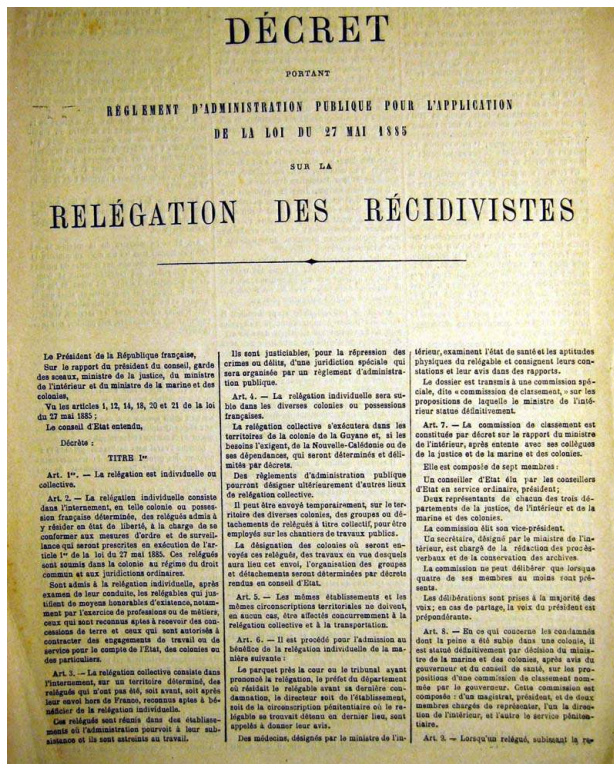 DÉCRET
PORTANT
RÈGLEMENT D'ADMINISTRATION PUBLIQUE POUR L'APPLICATION
DE LA LOI DU 27 MAI 1885
SUR LA
RELÉGATION DES RÉCIDIVISTES
Le Président de la République française,
Sur le rapport du président du conseil, garde
des sceaux, ministre de la justice, du ministre
de l'intérieur et du ministre de la marine et des
colonies,
Vu les articles 1, 12, 14, 18, 20 et 21 de la loi
du 27 mai 1885 ;
Le conseil d'Etat entendu,
Décrète :
TITRE Ier
Art. 1er. — La relégation est individuelle ou
collective.
Art. 2. — La relégation individuelle consiste
dans l'internement, en telle colonie ou posses-
sion française déterminée, des relégués admis à
y résider en état de liberté, à la charge de se
conformer aux mesures d'ordre et de surveil-
lance qui seront prescrites en exécution de l'ar-
ticle 1er de la loi du 27 mai 1885. Ces relégués
sont soumis dans la colonie au régime du droit
commun et aux juridictions ordinaires.
Sont admis à la relégation individuelle, après
examen de leur conduite, les relégables qui jus-
tifient de moyens honorables d'existence, notam-
ment par l'exercice de professions ou de métiers,
ceux qui sont reconnus aptes à recevoir des con-
cessions de terre et ceux qui sont autorisés à
contracter des engagements de travail ou de
service pour le compte de l'Etat, des colonies ou
des particuliers.
Art. 3. — La relégation collective consiste dans
l'internement, sur un territoire déterminé, des
relégués qui n'ont pas été, soit avant, soit après
leur envoi hors de France, reconnus aptes à bé-
néficier de la relégation individuelle.
Ces relégués sont réunis dans des établisse-
ments où l'administration pourvoit à leur sub-
sistance et ils sont astreints au travail.
Ils sont justiciables, pour la répression des
crimes ou délits, d'une juridiction spéciale qui
sera organisée par un règlement d'administra-
tion publique.
Art. 4. — La relégation individuelle sera su-
bie dans les diverses colonies ou possessions
françaises.
La relégation collective s'exécutera dans les
territoires de la colonie de la Guyane et, si les
besoins l'exigent, de la Nouvelle-Calédonie ou de
ses dépendances, qui seront déterminés et déli-
mités par décrets.
Des règlements d'administration publique
pourront désigner ultérieurement d'autres lieux
de relégation collective.
Il peut être envoyé temporairement, sur le ter-
ritoire des diverses colonies, des groupes ou dé-
tachements de relégués à titre collectif, pour être
employés sur les chantiers de travaux publics.
La désignation des colonies où seront en-
voyés ces relégués, des travaux en vue desquels
aura lieu cet envoi, l'organisation des groupes
et détachements seront déterminées par décrets
rendus en conseil d'Etat.
Art. 5. — Les mêmes établissements et les
mêmes circonscriptions territoriales ne doivent,
en aucun cas, être affectés concurremment à la
relégation collective et à la transportation.
Art. 6. — Il est procédé pour l'admission au
bénéfice de la relégation individuelle de la ma-
nière suivante :
Le parquet près la cour ou le tribunal ayant
prononcé la relégation, le préfet du département
où résidait le relégable avant sa dernière con-
damnation, le directeur soit de l'établissement,
soit de la circonscription pénitentiaire où le re-
légable se trouvait détenu en dernier lieu, sont
appelés à donner leur avis.
Des médecins, désignés par le ministre de l'in-
térieur, examinent l'état de santé et les aptitudes
physiques du relégable et consignent leurs cons-
tatations et leur avis dans des rapports.
Le dossier est transmis à une commission spé-
ciale, dite « commission de classement, » sur les
propositions de laquelle le ministre de l'inté-
rieur statue définitivement.
Art. 7. — La commission de classement est
constituée par décret sur le rapport du ministre
de l'intérieur, après entente avec ses collègues
de la justice et de la marine et des colonies.
Elle est composée de sept membres :
Un conseiller d'Etat élu par les conseillers
d'Etat en service ordinaire, président ;
Deux représentants de chacun des trois dé-
partements de la justice, de l'intérieur et de la
marine et des colonies.
La commission élit son vice-président.
Un secrétaire, désigné par le ministre de l'in-
térieur, est chargé de la rédaction des procès-
verbaux et de la conservation des archives.
La commission ne peut délibérer que lorsque
quatre de ses membres au moins sont pré-
sents.
Les délibérations sont prises à la majorité des
voix ; en cas de partage, la voix du président est
prépondérante.
Art. 8. — En ce qui concerne les condamnés
dont la peine a été subie dans une colonie, il
est statué définitivement par décision du minis-
tre de la marine et des colonies, après avis du
gouverneur et du conseil de santé, sur les pro-
positions d'une commission de classement nom-
mée par le gouverneur. Cette commission est
composée : d'un magistrat, président, et de deux
membres chargés de représenter, l'un la direction
de l'intérieur, et l'autre le service péniten-
tiaire.
Art. 9. — Lorsqu'un relégué, subissant la re-